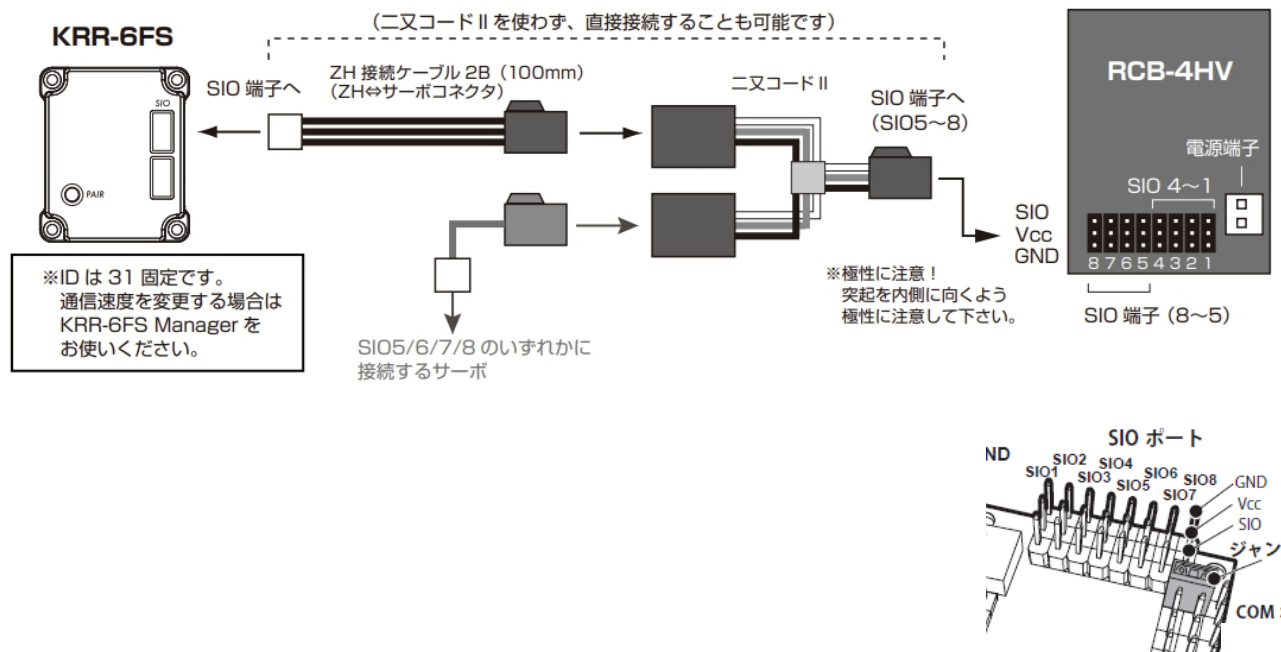 (二又コードⅡを使わず、直接接続することも可能です)
KRR-6FS
SIO
PAIR
SIO 端子へ
ZH 接続ケーブル 2B(100mm)
(ZH⇔サーボコネクタ)
二又コードⅡ
SIO 端子へ
(SIO5〜8)
RCB-4HV
電源端子
SIO 4〜1
SIO
Vcc
GND
8 7 6 5 4 3 2 1
SIO 端子 (8〜5)
※ID は 31 固定です。
通信速度を変更する場合は
KRR-6FS Manager を
お使いください。
SIO5/6/7/8 のいずれかに
接続するサーボ
※極性に注意！
突起を内側に向くよう
極性に注意して下さい。
SIO ポート
ND
SIO1
SIO2
SIO3
SIO4
SIO5
SIO6
SIO7
SIO8
GND
Vcc
SIO
ジャン
COM